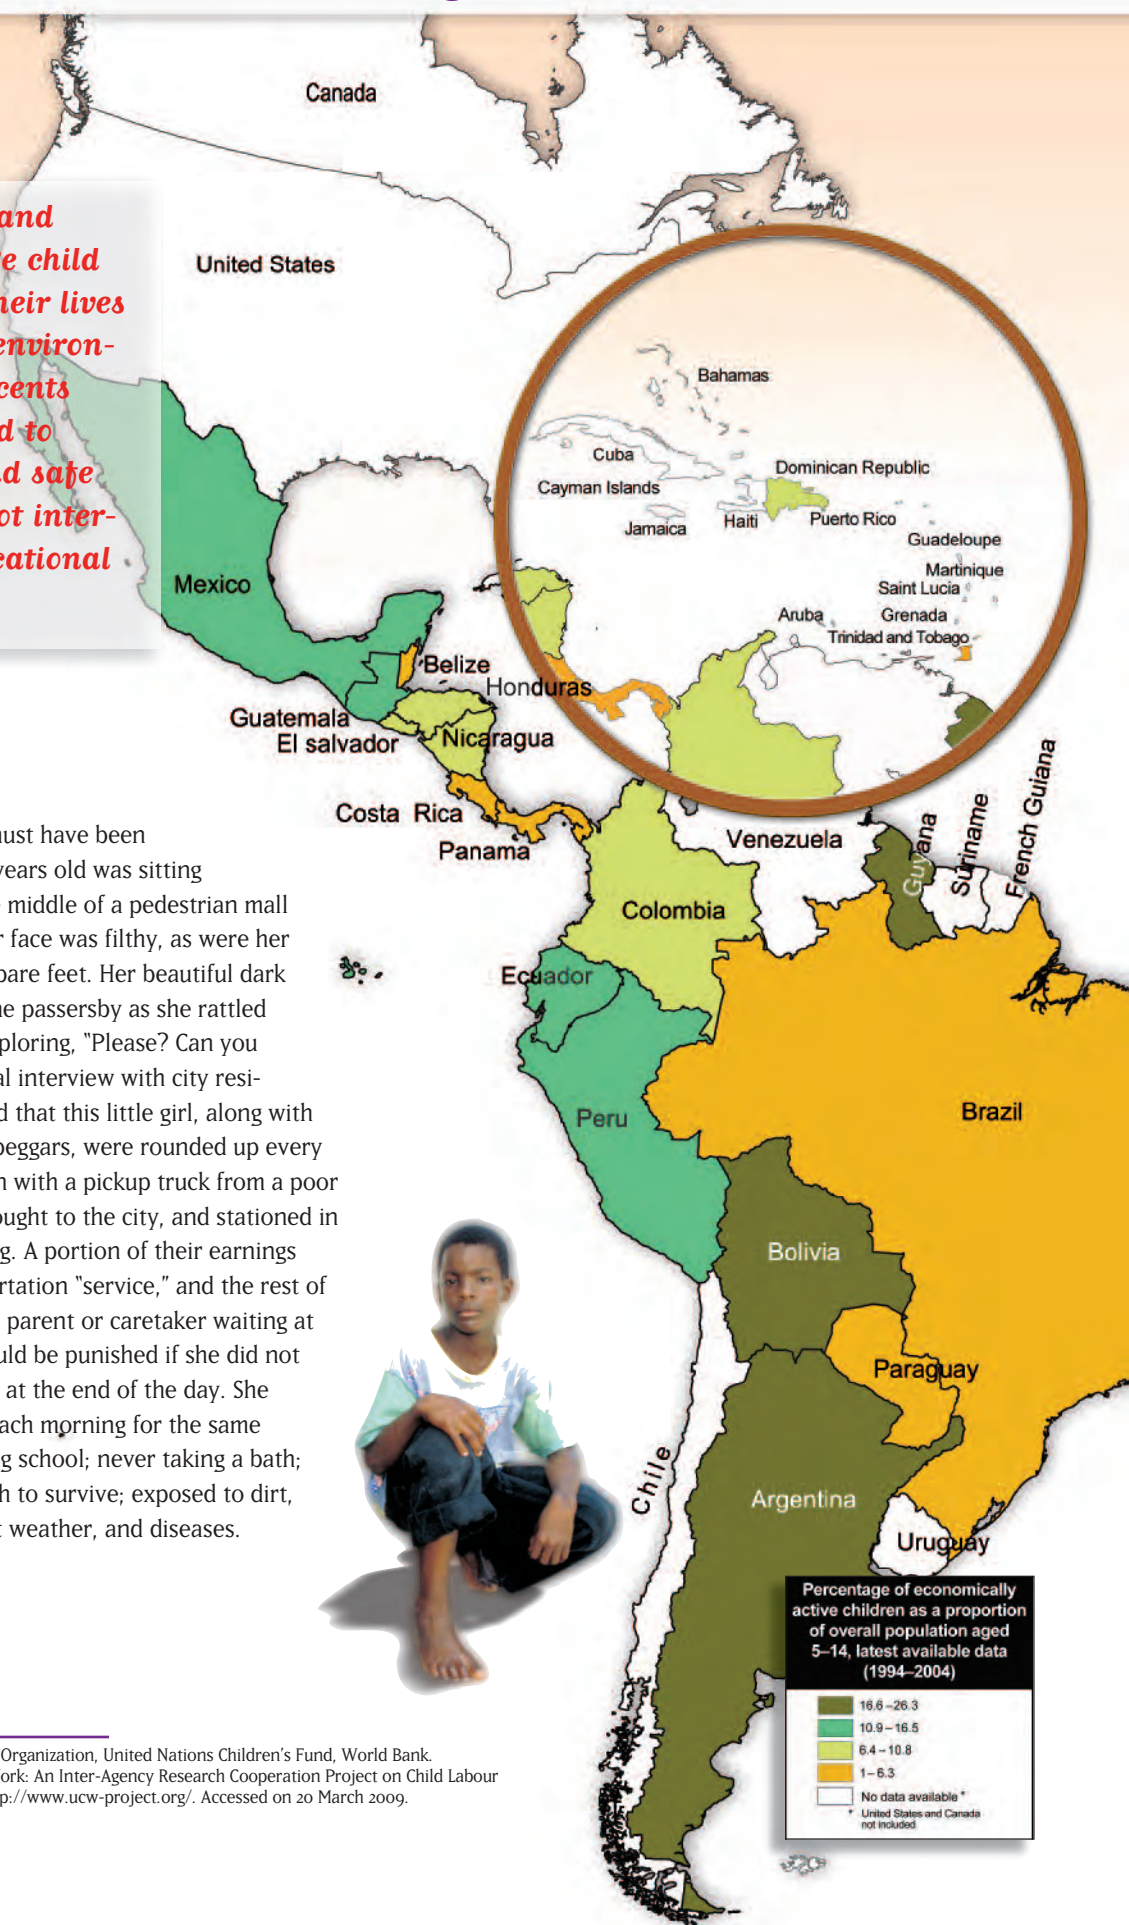 Canada
United States
and
e child
heir lives
environ-
cents
d to
nd safe
ot inter-
cational
Bahamas
Cuba
Cayman Islands
Dominican Republic
Jamaica
Haiti
Puerto Rico
Guadeloupe
Martinique
Saint Lucia
Aruba
Grenada
Trinidad and Tobago
Mexico
Belize
Honduras
Guatemala
El salvador
Nicaragua
Costa Rica
Panama
Venezuela
Guyana
Suriname
French Guiana
Colombia
Ecuador
Peru
Brazil
Bolivia
Paraguay
Chile
Argentina
Uruguay
ust have been
years old was sitting
e middle of a pedestrian mall
r face was filthy, as were her
bare feet. Her beautiful dark
ne passersby as she rattled
ploring, "Please? Can you
al interview with city resi-
d that this little girl, along with
beggars, were rounded up every
n with a pickup truck from a poor
ought to the city, and stationed in
g. A portion of their earnings
rtation "service," and the rest of
parent or caretaker waiting at
uld be punished if she did not
at the end of the day. She
ach morning for the same
g school; never taking a bath;
h to survive; exposed to dirt,
t weather, and diseases.
Percentage of economically
active children as a proportion
of overall population aged
5–14, latest available data
(1994–2004)
16.6–26.3
10.9–16.5
6.4–10.8
1–6.3
No data available *
* United States and Canada
not included
Organization, United Nations Children's Fund, World Bank.
ork: An Inter-Agency Research Cooperation Project on Child Labour
p://www.ucw-project.org/. Accessed on 20 March 2009.